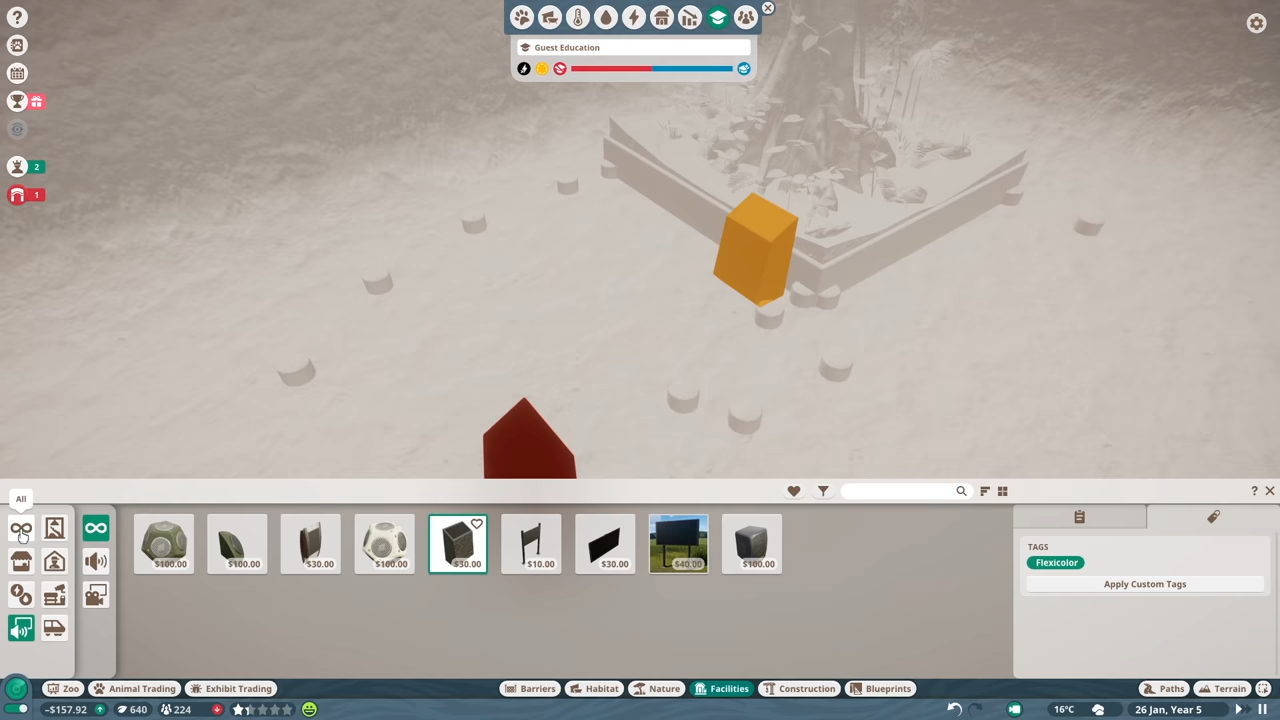 Guest Education
2
1
All
$100.00
$100.00
$30.00
$100.00
$30.00
$10.00
$30.00
$40.00
$100.00
?
?
TAGS
Flexicolor
Apply Custom Tags
Zoo
Animal Trading
Exhibit Trading
Barriers
Habitat
Nature
Facilities
Construction
Blueprints
Paths
Terrain
-$157.92
640
224
16°C
26 Jan, Year 5